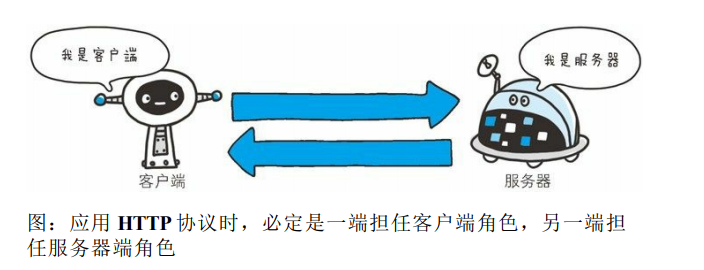 我是客户端
我是服务器
客户端
服务器
图：应用 HTTP 协议时，必定是一端担任客户端角色，另一端担
任服务器端角色